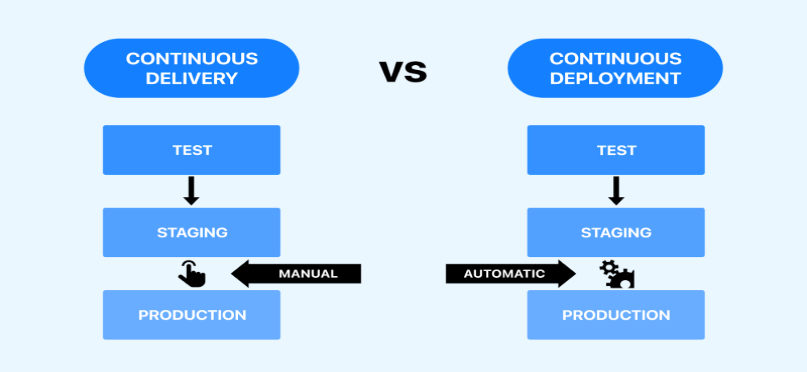 CONTINUOUS
DELIVERY
vs
CONTINUOUS
DEPLOYMENT
TEST
TEST
STAGING
STAGING
MANUAL
AUTOMATIC
PRODUCTION
PRODUCTION